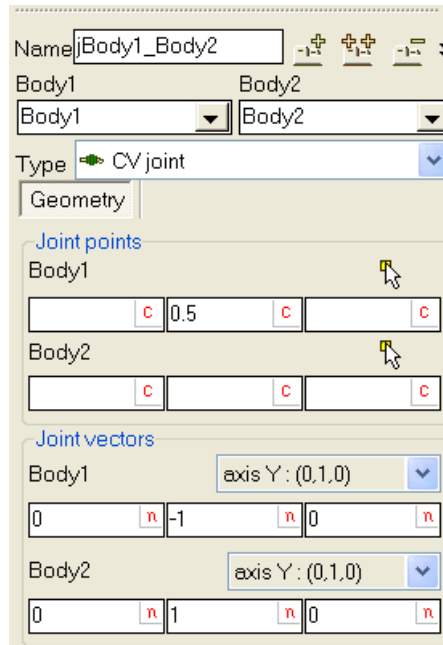 Name jBody1_Body2
Body1 Body2
Body1 Body2
Type CV joint
Geometry
Joint points
Body1
C 0.5 C C
Body2
C C C
Joint vectors
Body1 axis Y : (0,1,0)
0 n -1 n 0 n
Body2 axis Y : (0,1,0)
0 n 1 n 0 n